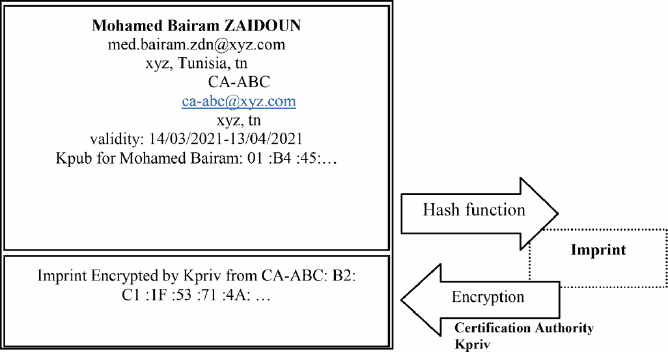 Mohamed Bairam ZAIDOUN
med.bairam.zdn@xyz.com
xyz, Tunisia, tn
CA-ABC
ca-abc@xyz.com
xyz, tn
validity: 14/03/2021-13/04/2021
Kpub for Mohamed Bairam: 01 :B4 :45:…
Hash function
Imprint
Imprint Encrypted by Kpriv from CA-ABC: B2:
C1 :1F :53 :71 :4A: …
Encryption
Certification Authority
Kpriv